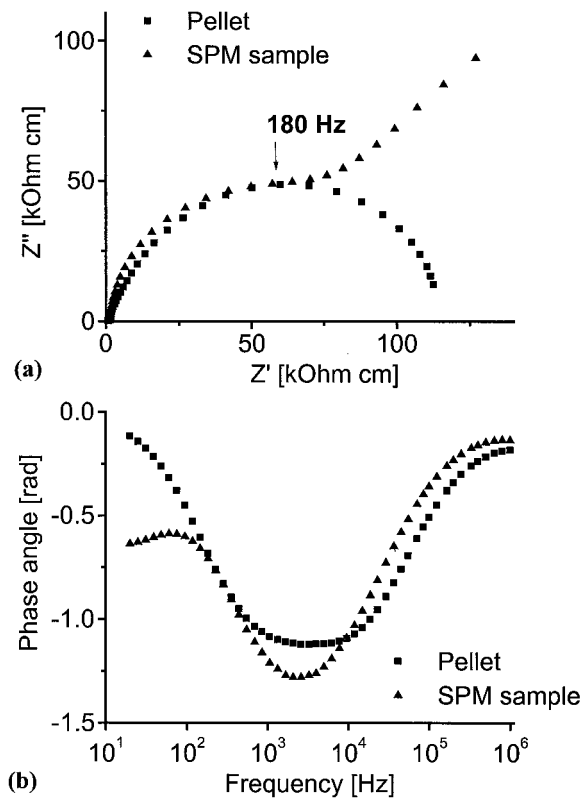 Pellet
SPM sample
180 Hz
100
50
0
Z'' [kOhm cm]
0 50 100
Z' [kOhm cm]
(a)
0.0
-0.5
-1.0
-1.5
Phase angle [rad]
Pellet
SPM sample
10¹ 10² 10³ 10⁴ 10⁵ 10⁶
Frequency [Hz]
(b)